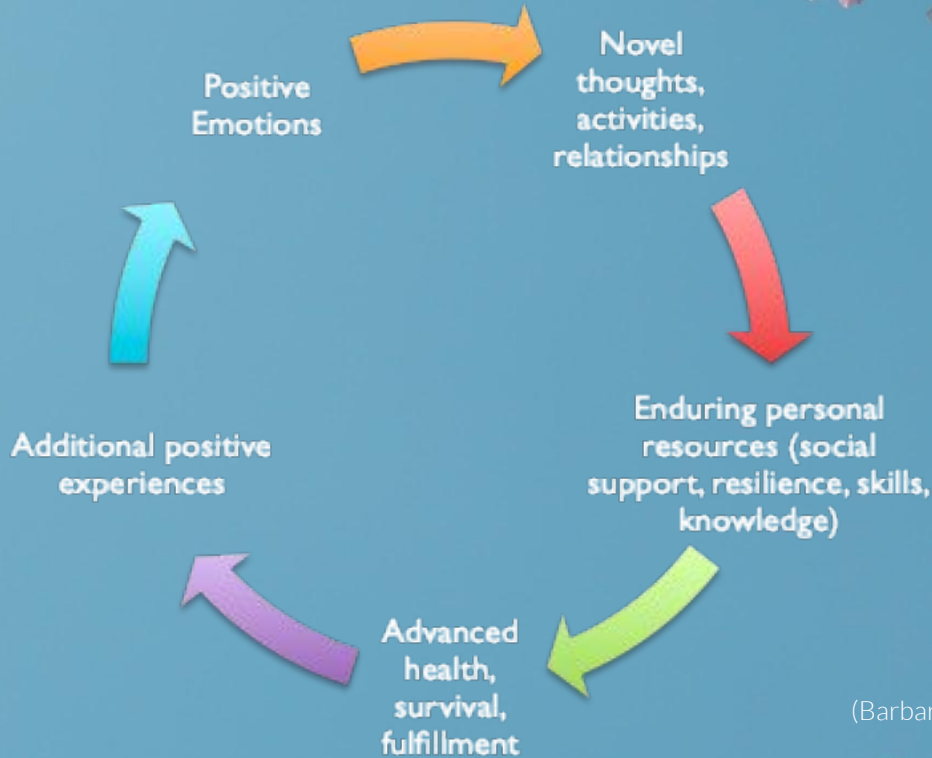 Positive
Emotions
Novel
thoughts,
activities,
relationships
Enduring personal
resources (social
support, resilience, skills,
knowledge)
Advanced
health,
survival,
fulfillment
Additional positive
experiences
(Barbar